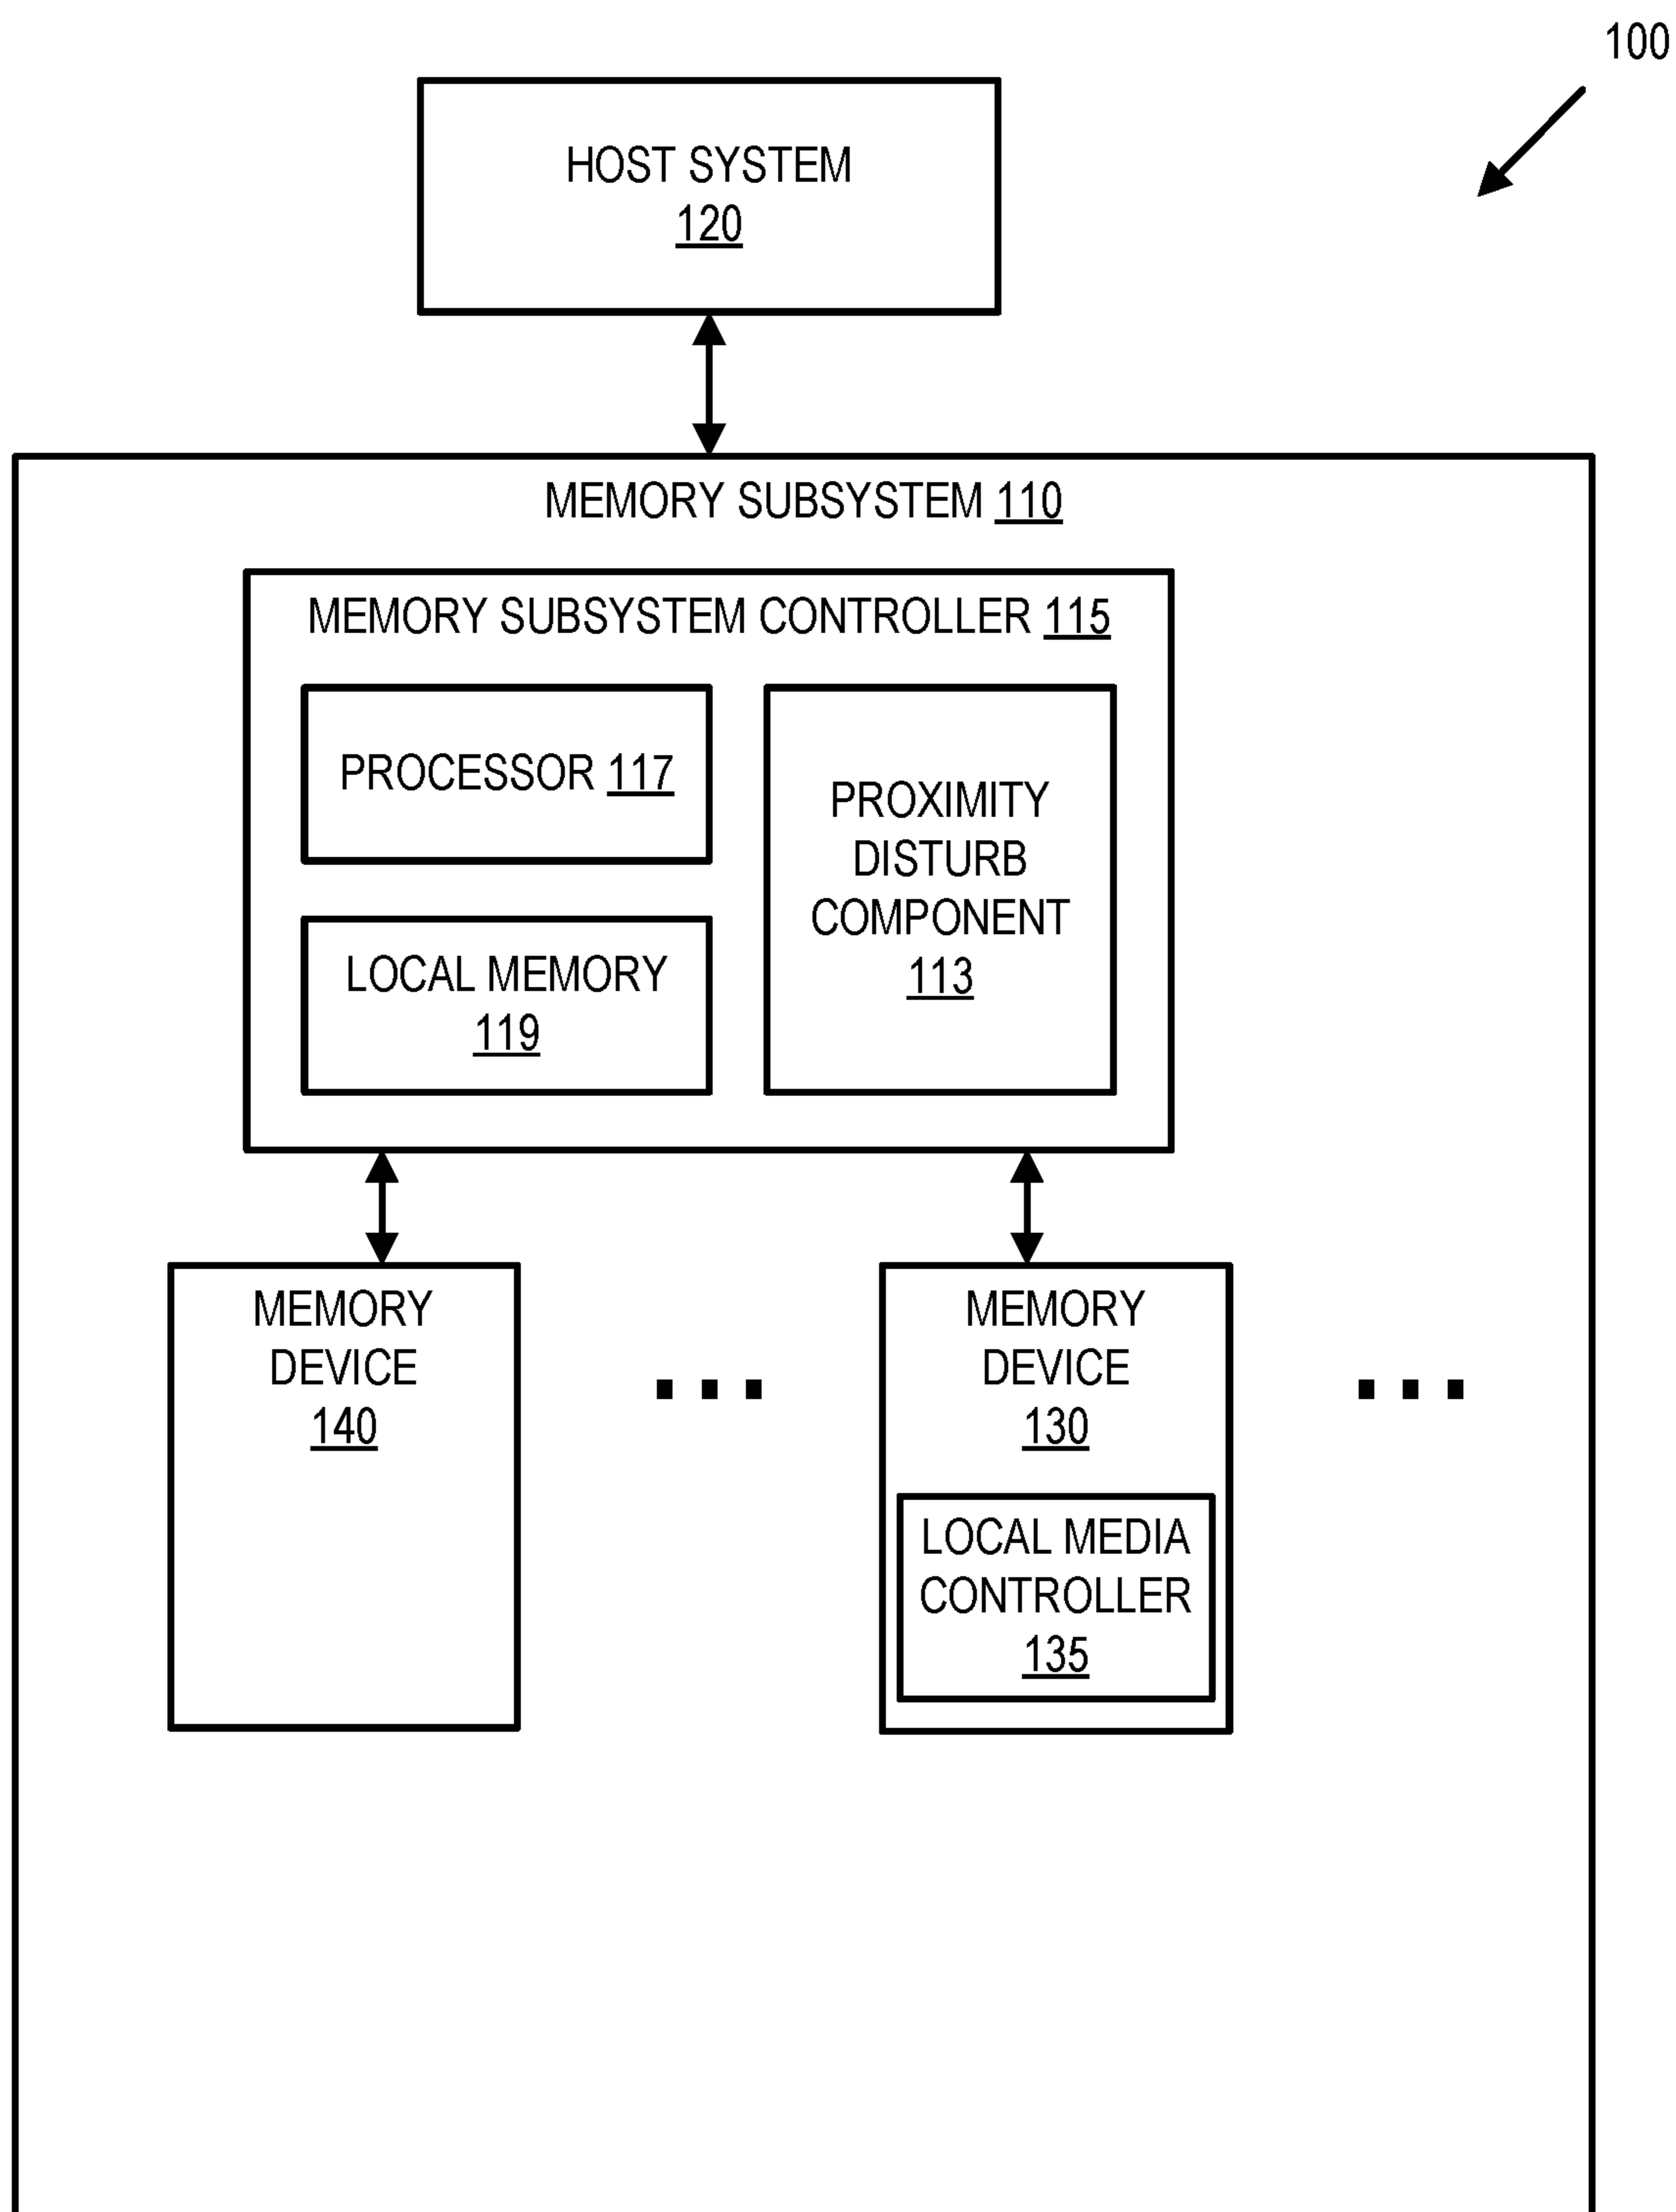 100
HOST SYSTEM
120
MEMORY SUBSYSTEM 110
MEMORY SUBSYSTEM CONTROLLER 115
PROCESSOR 117
LOCAL MEMORY
119
PROXIMITY
DISTURB
COMPONENT
113
MEMORY
DEVICE
140
MEMORY
DEVICE
130
LOCAL MEDIA
CONTROLLER
135